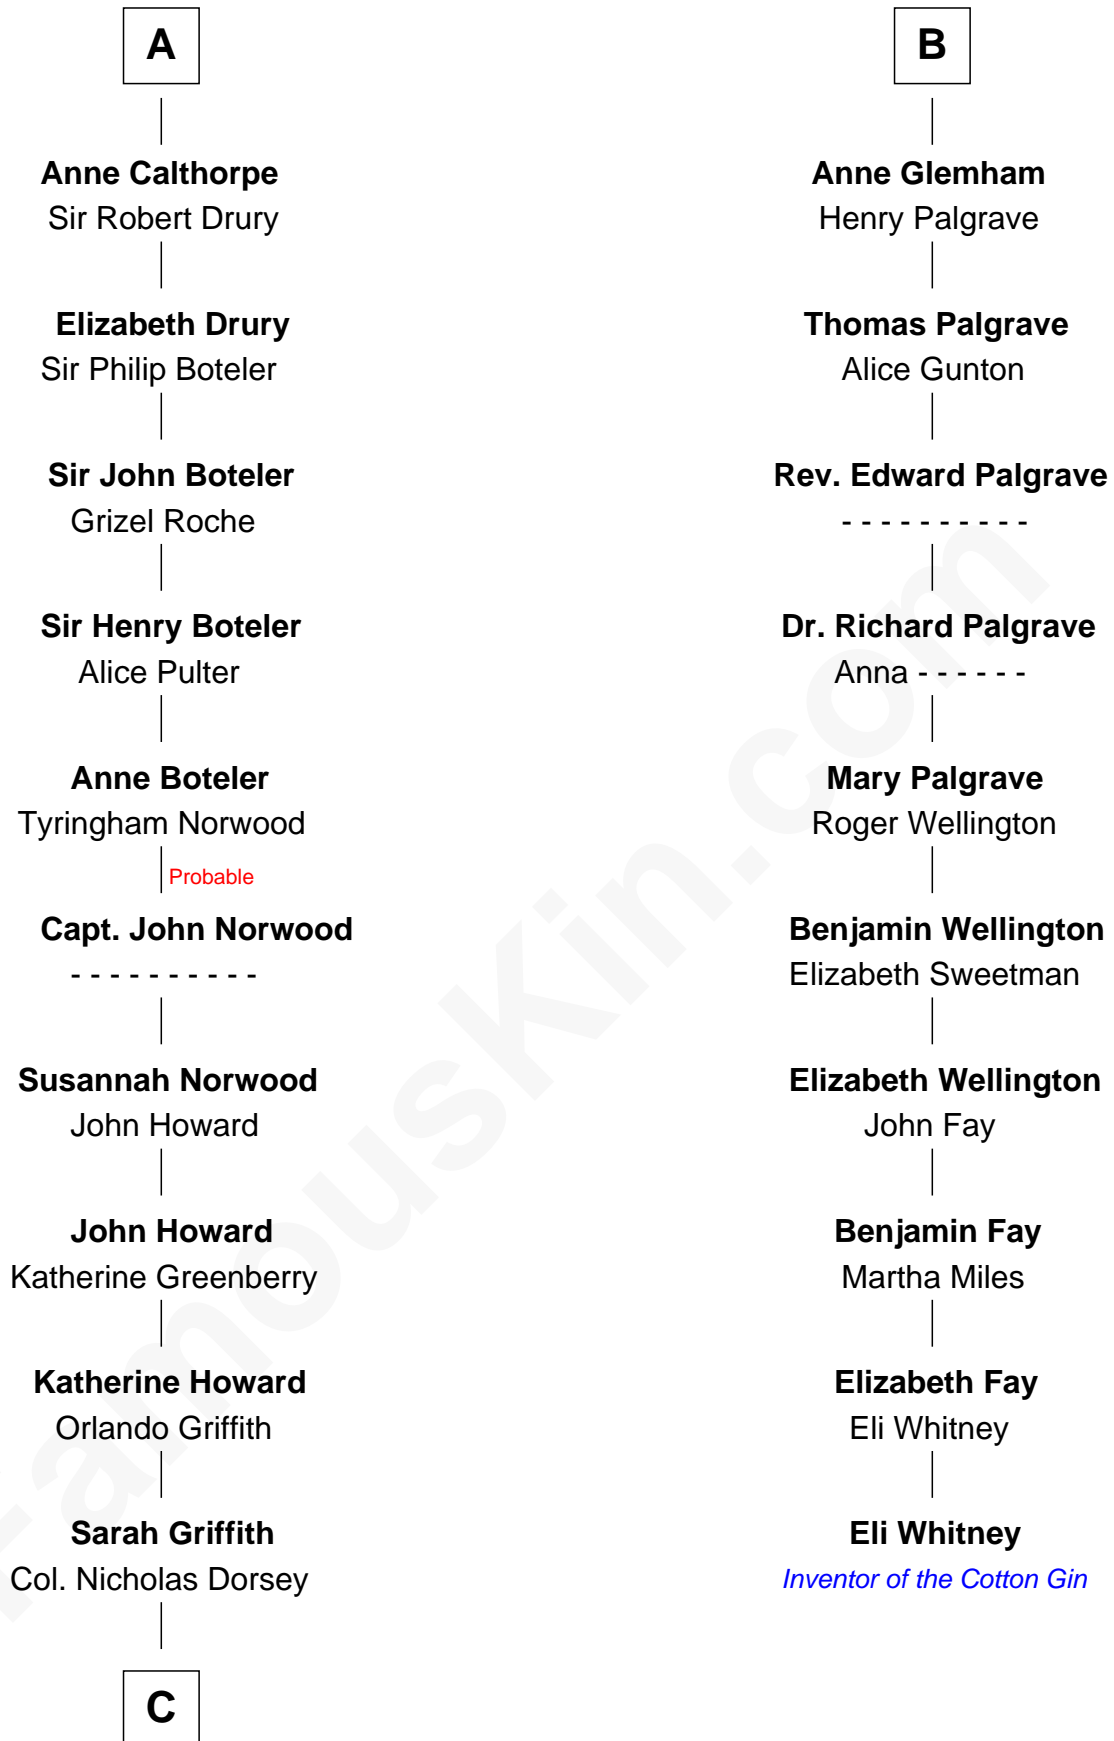 A
Anne Calthorpe
Sir Robert Drury
Elizabeth Drury
Sir Philip Boteler
Sir John Boteler
Grizel Roche
Sir Henry Boteler
Alice Pulter
Anne Boteler
Tyringham Norwood
Probable
Capt. John Norwood
- - - - - - - - - -
Susannah Norwood
John Howard
John Howard
Katherine Greenberry
Katherine Howard
Orlando Griffith
Sarah Griffith
Col. Nicholas Dorsey
C
B
Anne Glemham
Henry Palgrave
Thomas Palgrave
Alice Gunton
Rev. Edward Palgrave
- - - - - - - - - -
Dr. Richard Palgrave
Anna - - - - - -
Mary Palgrave
Roger Wellington
Benjamin Wellington
Elizabeth Sweetman
Elizabeth Wellington
John Fay
Benjamin Fay
Martha Miles
Elizabeth Fay
Eli Whitney
Eli Whitney
Inventor of the Cotton Gin
FamousKin.com